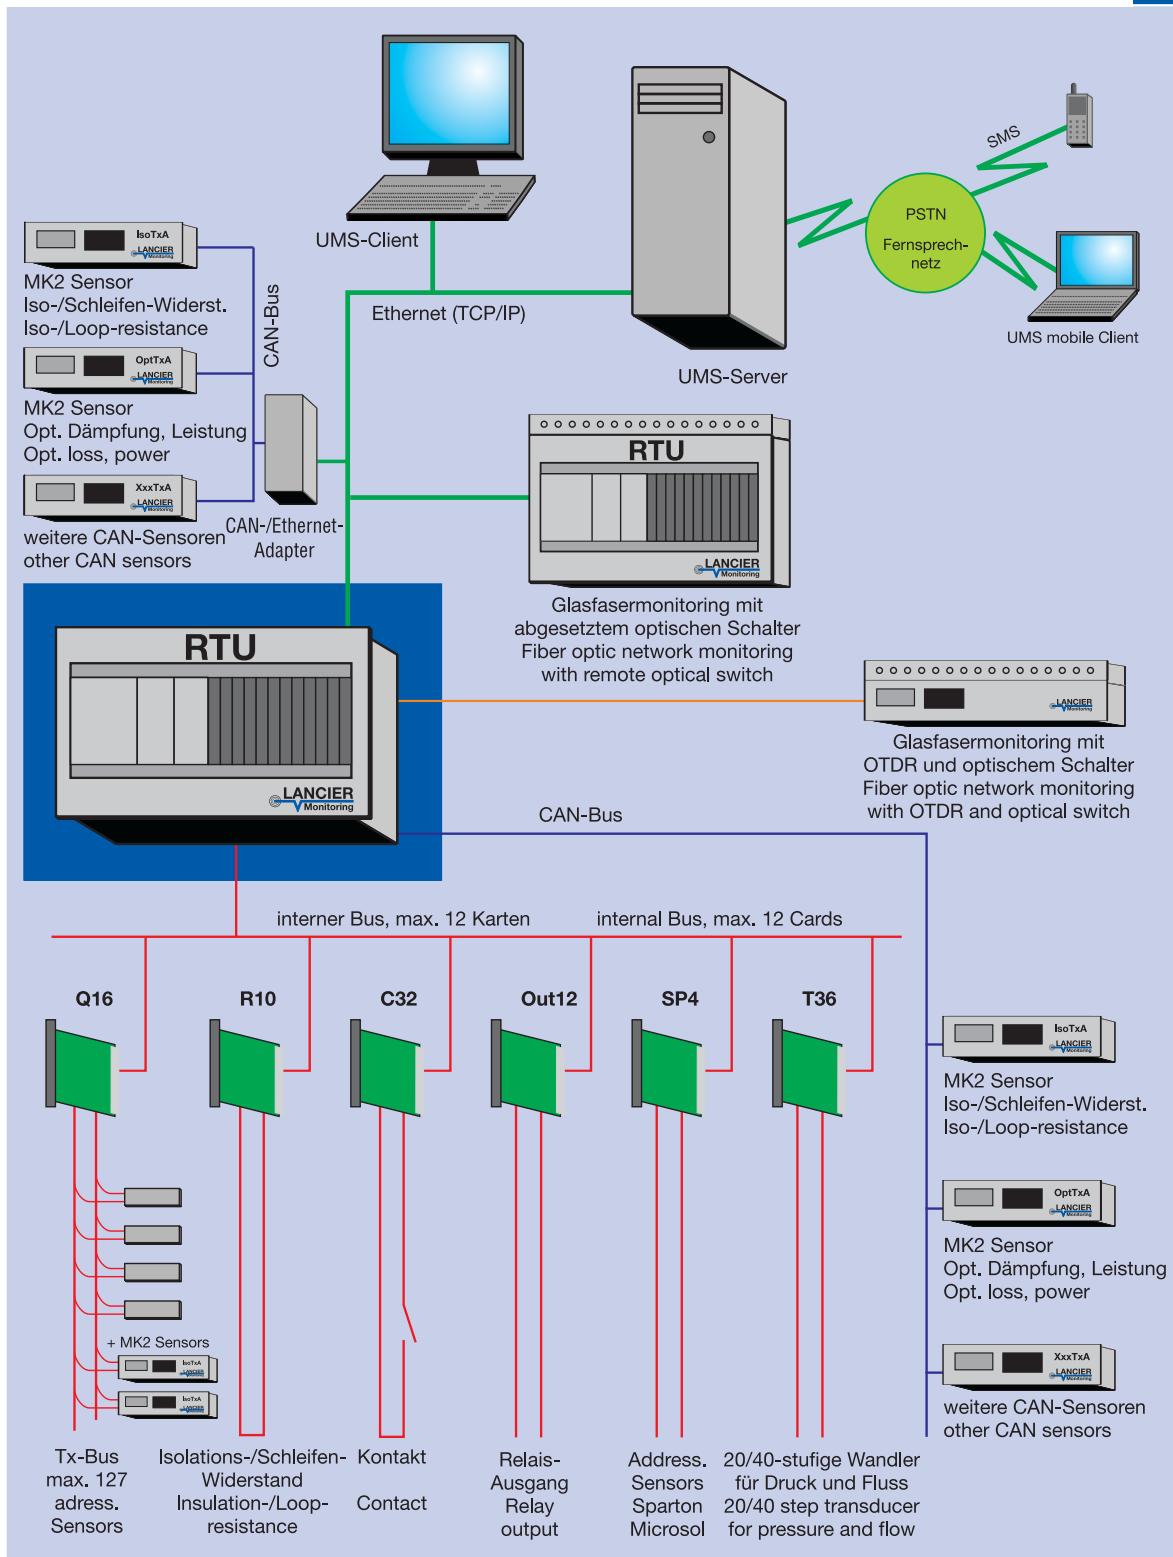 SMS
PSTN
Fernsprech-
netz
UMS mobile Client
UMS-Client
Ethernet (TCP/IP)
UMS-Server
IsoTxA
LANCIER
Monitoring
MK2 Sensor
Iso-/Schleifen-Widerst.
Iso-/Loop-resistance
CAN-Bus
OptTxA
LANCIER
Monitoring
MK2 Sensor
Opt. Dämpfung, Leistung
Opt. loss, power
XxxTxA
LANCIER
Monitoring
weitere CAN-Sensoren
other CAN sensors
CAN-/Ethernet-
Adapter
RTU
LANCIER
Monitoring
Glasfasermonitoring mit
abgesetztem optischen Schalter
Fiber optic network monitoring
with remote optical switch
RTU
LANCIER
Monitoring
LANCIER
Monitoring
Glasfasermonitoring mit
OTDR und optischem Schalter
Fiber optic network monitoring
with OTDR and optical switch
CAN-Bus
interner Bus, max. 12 Karten
internal Bus, max. 12 Cards
Q16
R10
C32
Out12
SP4
T36
IsoTxA
LANCIER
Monitoring
MK2 Sensor
Iso-/Schleifen-Widerst.
Iso-/Loop-resistance
OptTxA
LANCIER
Monitoring
MK2 Sensor
Opt. Dämpfung, Leistung
Opt. loss, power
XxxTxA
LANCIER
Monitoring
weitere CAN-Sensoren
other CAN sensors
+ MK2 Sensors
IsoTxA
LANCIER
Monitoring
IsoTxA
LANCIER
Monitoring
Tx-Bus
max. 127
adress.
Sensors
Isolations-/Schleifen-
Widerstand
Insulation-/Loop-
resistance
Kontakt
Contact
Relais-
Ausgang
Relay
output
Address.
Sensors
Sparton
Microsol
20/40-stufige Wandler
für Druck und Fluss
20/40 step transducer
for pressure and flow